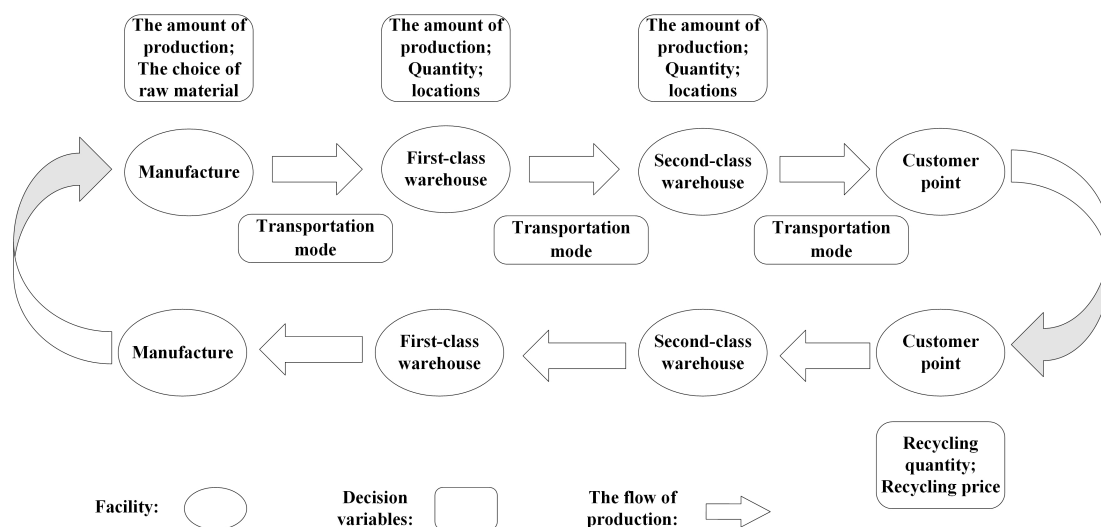 The amount of
production;
The choice of
raw material
The amount of
production;
Quantity;
locations
The amount of
production;
Quantity;
locations
Manufacture
First-class
warehouse
Second-class
warehouse
Customer
point
Transportation
mode
Transportation
mode
Transportation
mode
Manufacture
First-class
warehouse
Second-class
warehouse
Customer
point
Recycling
quantity;
Recycling price
Facility:
Decision
variables:
The flow of
production: